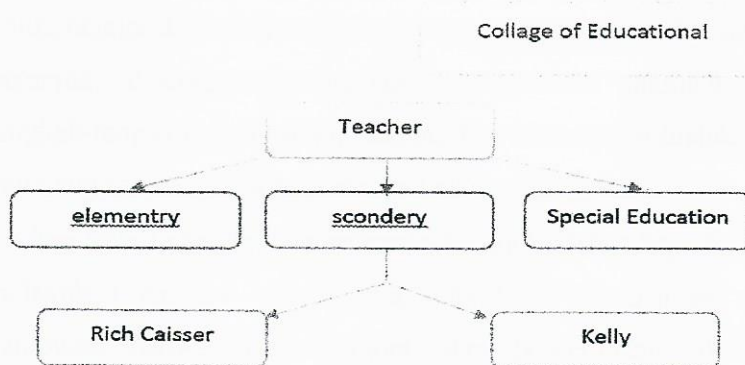 Collage of Educational
Teacher
elementry scondery Special Education
Rich Caisser Kelly